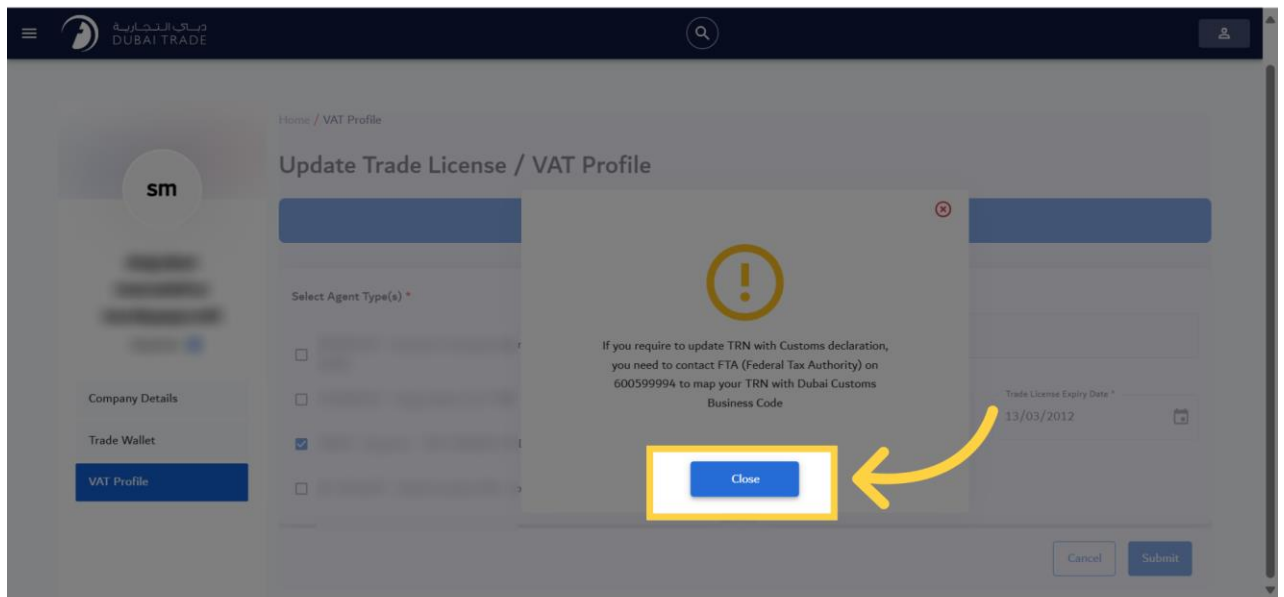 دبي التجارية
DUBAI TRADE
Home / VAT Profile
Update Trade License / VAT Profile
sm
Select Agent Type(s) *
If you require to update TRN with Customs declaration,
you need to contact FTA (Federal Tax Authority) on
600599994 to map your TRN with Dubai Customs
Business Code
Company Details
Trade License Expiry Date *
13/03/2012
Trade Wallet
VAT Profile
Close
Cancel
Submit